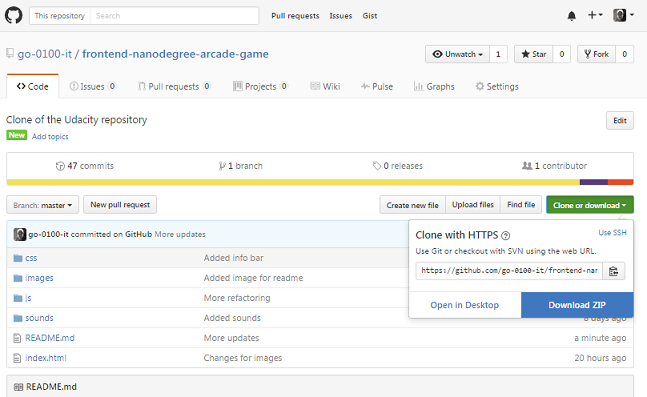 This repository Search Pull requests Issues Gist
go-0100-it / frontend-nanodegree-arcade-game Unwatch 1 Star 0 Fork 0
Code Issues 0 Pull requests 0 Projects 0 Wiki Pulse Graphs Settings
Clone of the Udacity repository Edit
New Add topics
47 commits 1 branch 0 releases 1 contributor
Branch: master New pull request Create new file Upload files Find file Clone or download
go-0100-it committed on GitHub More updates
Clone with HTTPS Use SSH
Use Git or checkout with SVN using the web URL.
https://github.com/go-0100-it/frontend-nar
Open in Desktop Download ZIP
css Added info bar
images Added image for readme
js More refactoring
sounds Added sounds 6 days ago
README.md More updates a minute ago
index.html Changes for images 20 hours ago
README.md